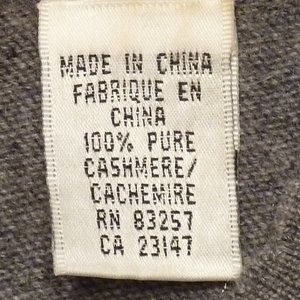 MADE IN CHINA
FABRIQUE EN
CHINA
100% PURE
CASHMERE/
CACHEMIRE
RN 83257
CA 23147